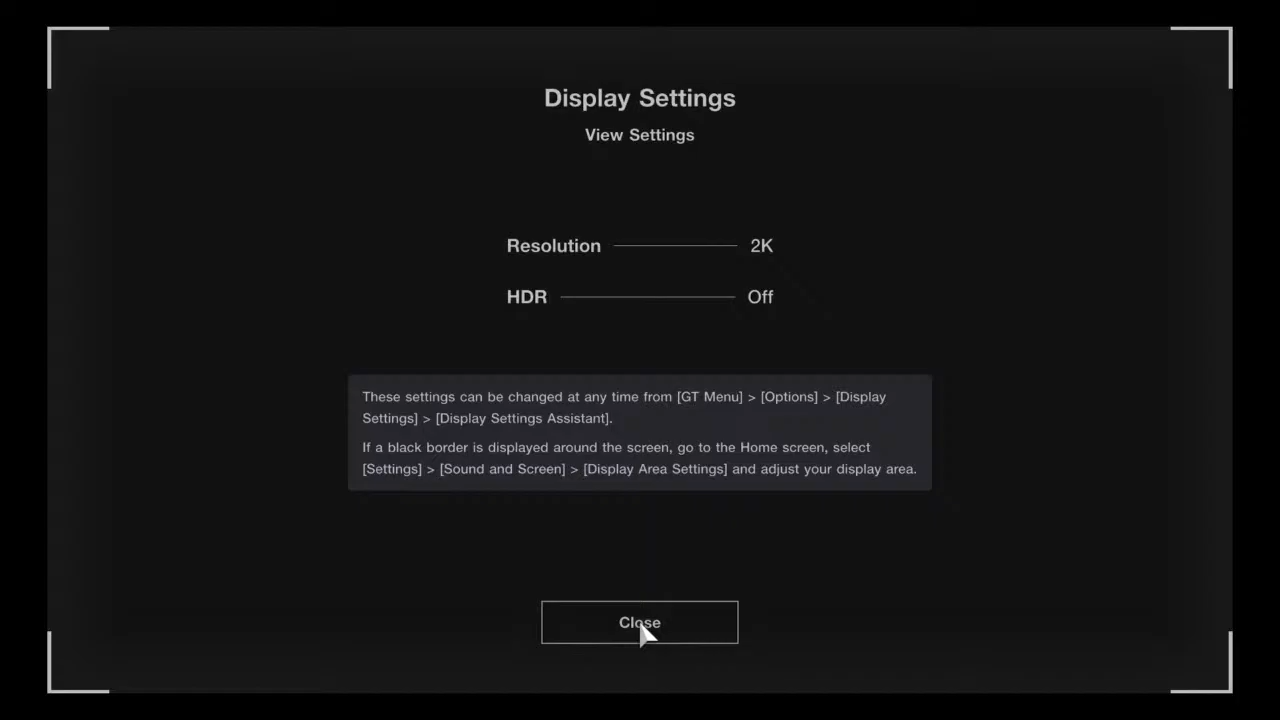 Display Settings
View Settings
Resolution 2K
HDR Off
These settings can be changed at any time from [GT Menu] > [Options] > [Display
Settings] > [Display Settings Assistant].
If a black border is displayed around the screen, go to the Home screen, select
[Settings] > [Sound and Screen] > [Display Area Settings] and adjust your display area.
Close